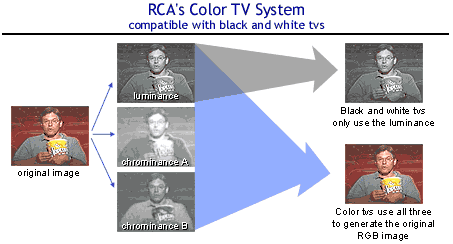 RCA's Color TV System
compatible with black and white tvs
luminance
chrominance A
chrominance B
original image
Black and white tvs
only use the luminance
Color tvs use all three
to generate the original
RGB image